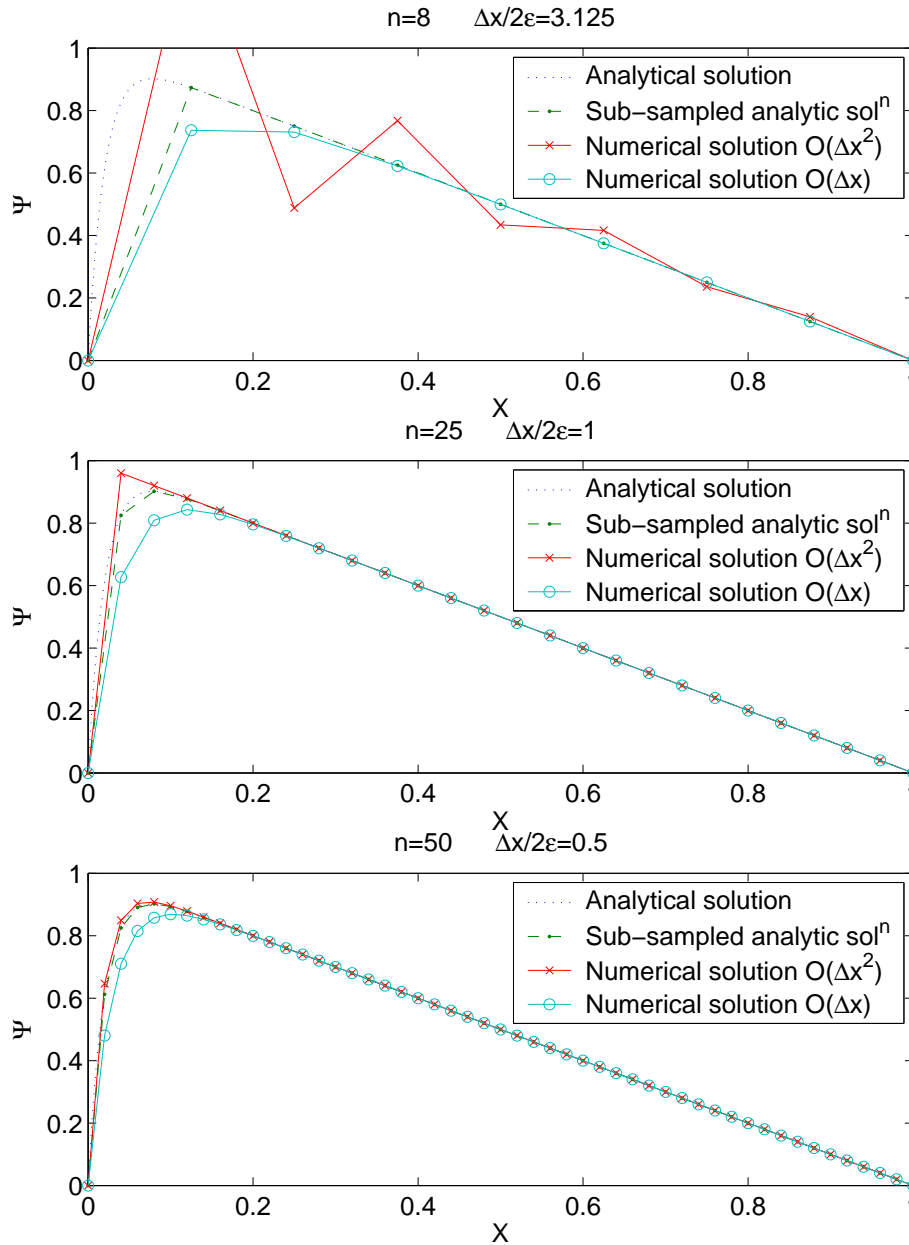 n=8 Δx/2ε=3.125
1
0.8
0.6
0.4
0.2
0
Ψ
Analytical solution
Sub−sampled analytic solⁿ
Numerical solution O(Δx²)
Numerical solution O(Δx)
0 0.2 0.4 0.6 0.8
X
n=25 Δx/2ε=1
1
0.8
0.6
0.4
0.2
0
Ψ
Analytical solution
Sub−sampled analytic solⁿ
Numerical solution O(Δx²)
Numerical solution O(Δx)
0 0.2 0.4 0.6 0.8
X
n=50 Δx/2ε=0.5
1
0.8
0.6
0.4
0.2
0
Ψ
Analytical solution
Sub−sampled analytic solⁿ
Numerical solution O(Δx²)
Numerical solution O(Δx)
0 0.2 0.4 0.6 0.8
X